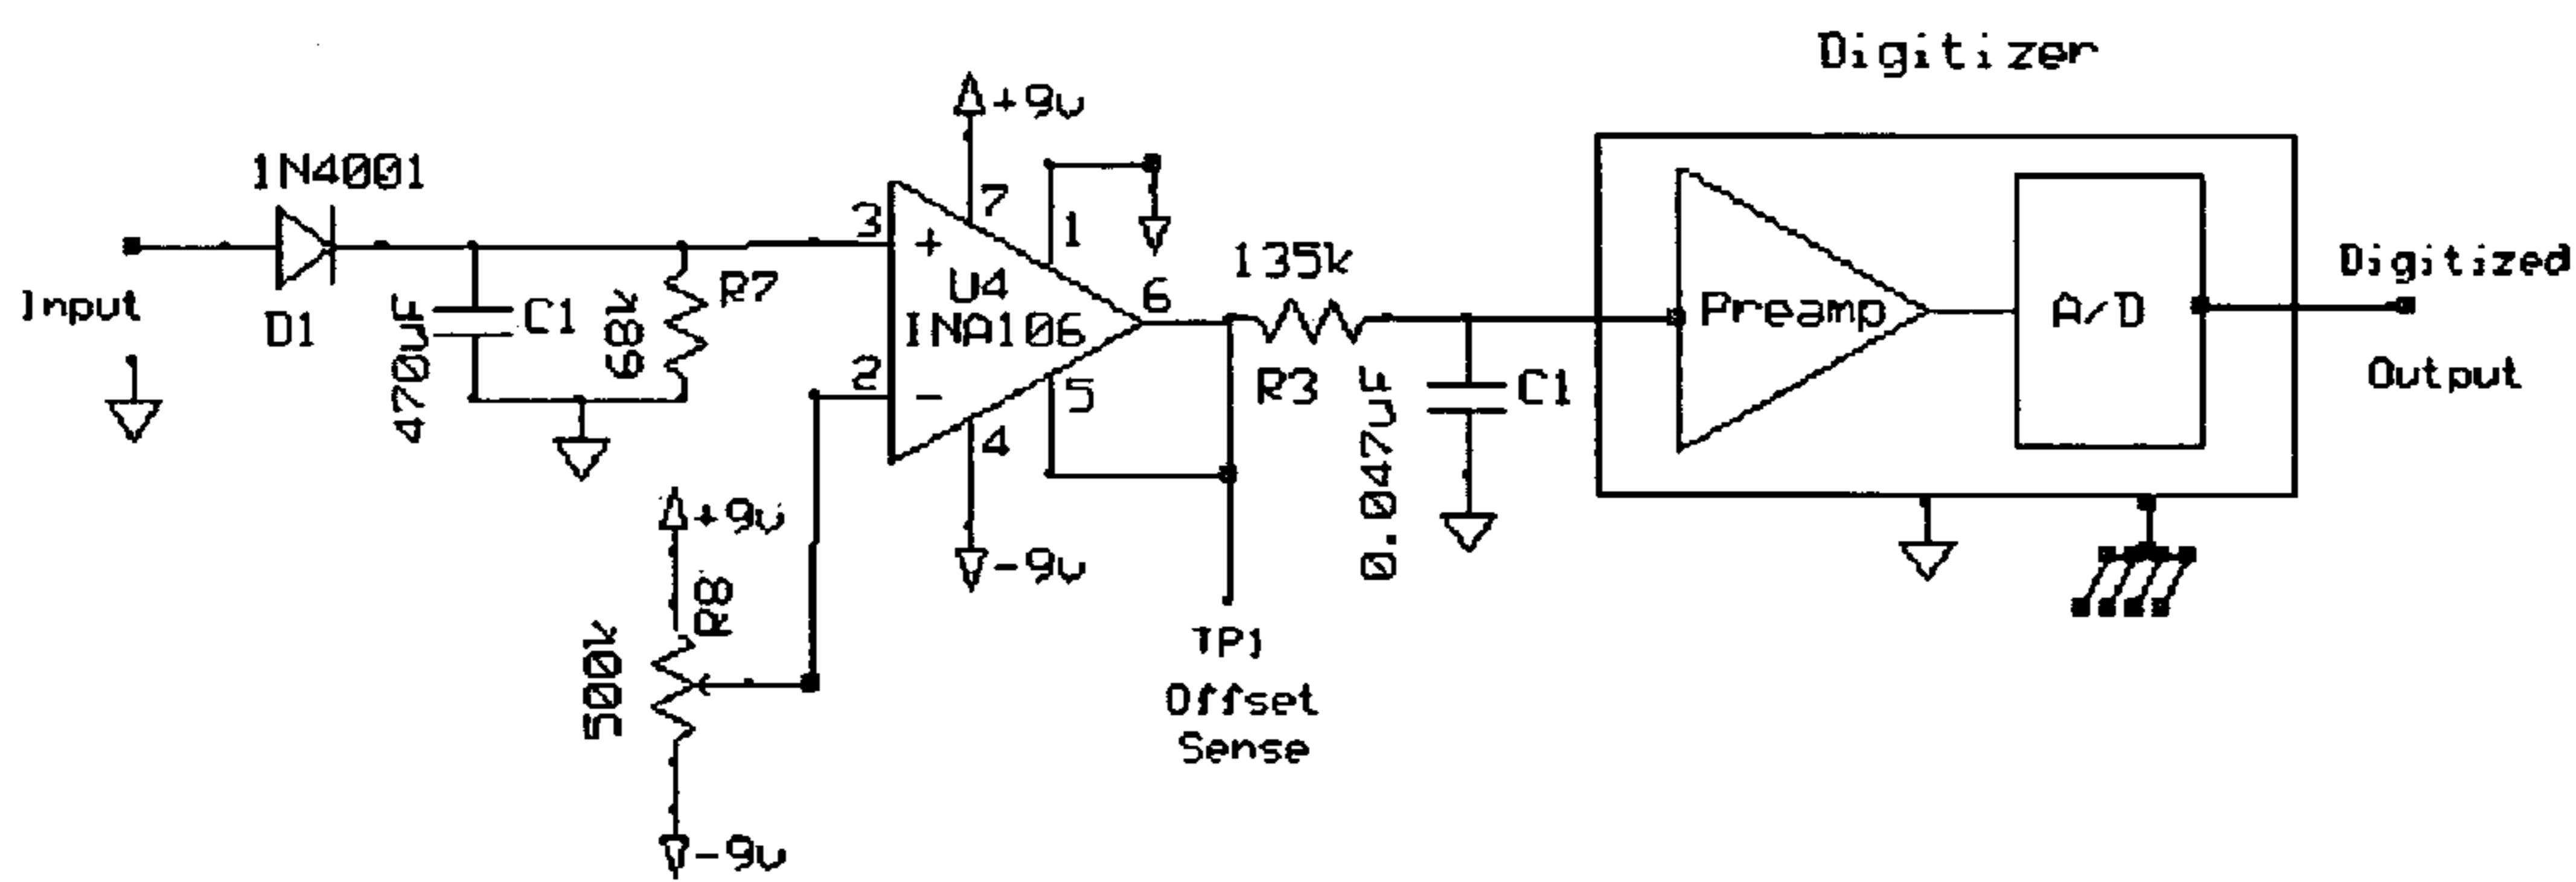 Digitizer
+9v
1N4001
3
7
1
+
U4
135k
6
R7
Digitized
Input
D1
470uF
C1
68k
INA106
Preamp
A/D
2
-
5
R3
0.047uF
C1
Output
4
+9v
-9v
R8
500k
TP1
Offset
Sense
-9v